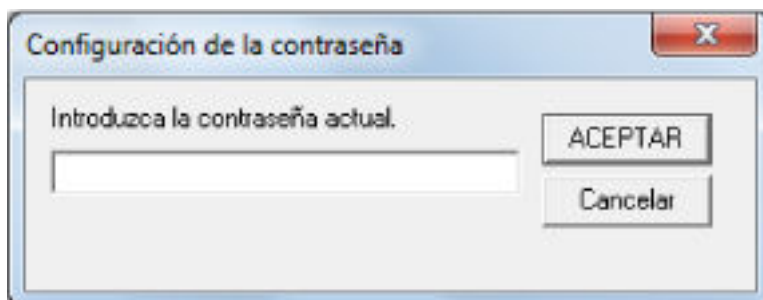 Configuración de la contraseña
Introduzca la contraseña actual.
ACEPTAR
Cancelar